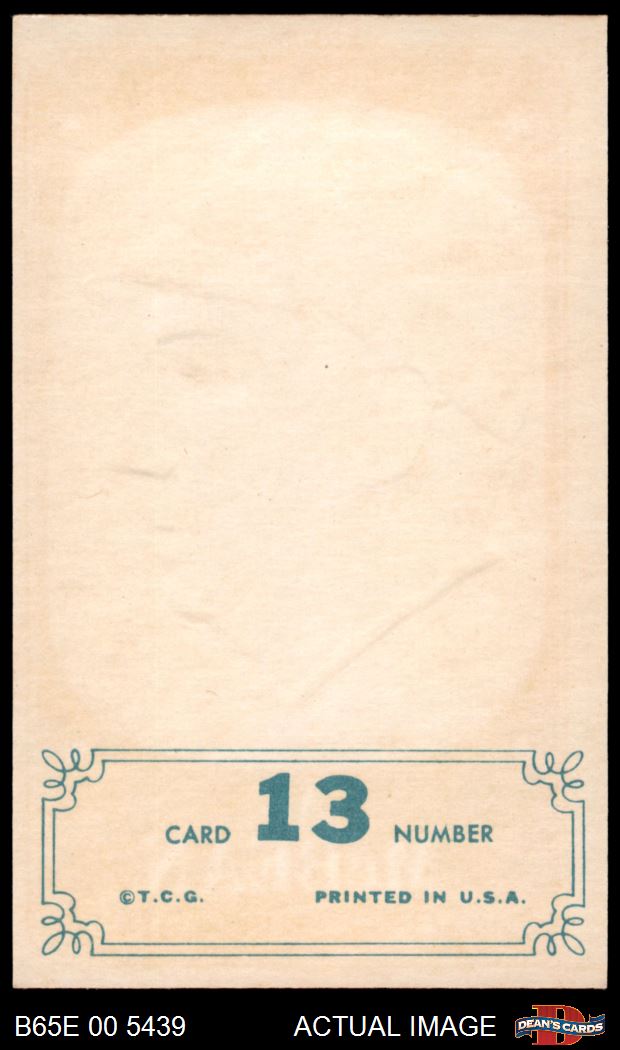 CARD 13 NUMBER
©T.C.G. PRINTED IN U.S.A.
B65E 00 5439 ACTUAL IMAGE DEAN'S CARDS